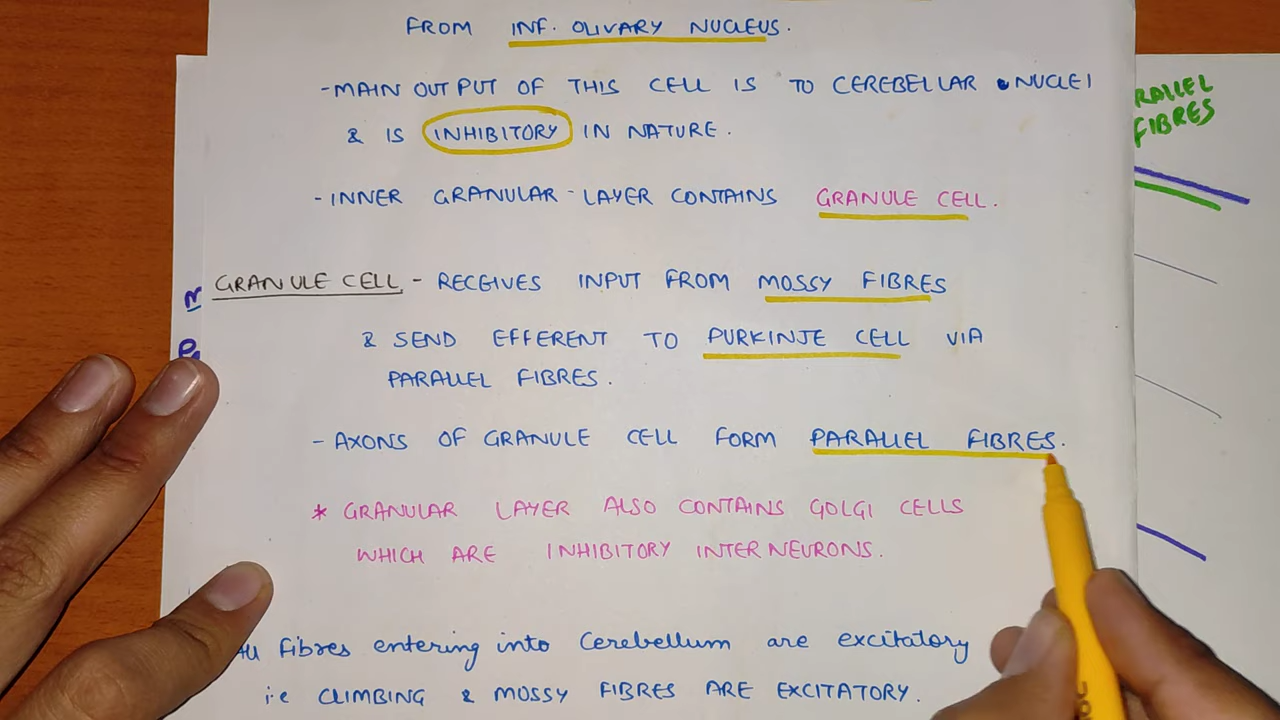 FROM INF. OLIVARY NUCLEUS.
-MAIN OUTPUT OF THIS CELL IS TO CEREBELLAR NUCLEI
& IS INHIBITORY IN NATURE.
- INNER GRANULAR-LAYER CONTAINS GRANULE CELL.
GRANULE CELL - RECEIVES INPUT FROM MOSSY FIBRES
& SEND EFFERENT TO PURKINJE CELL VIA
PARALLEL FIBRES.
- AXONS OF GRANULE CELL FORM PARALLEL FIBRES.
* GRANULAR LAYER ALSO CONTAINS GOLGI CELLS
WHICH ARE INHIBITORY INTERNEURONS.
Fibres entering into Cerebellum are excitatory
i.e CLIMBING & MOSSY FIBRES ARE EXCITATORY.
RALLEL
FIBRES